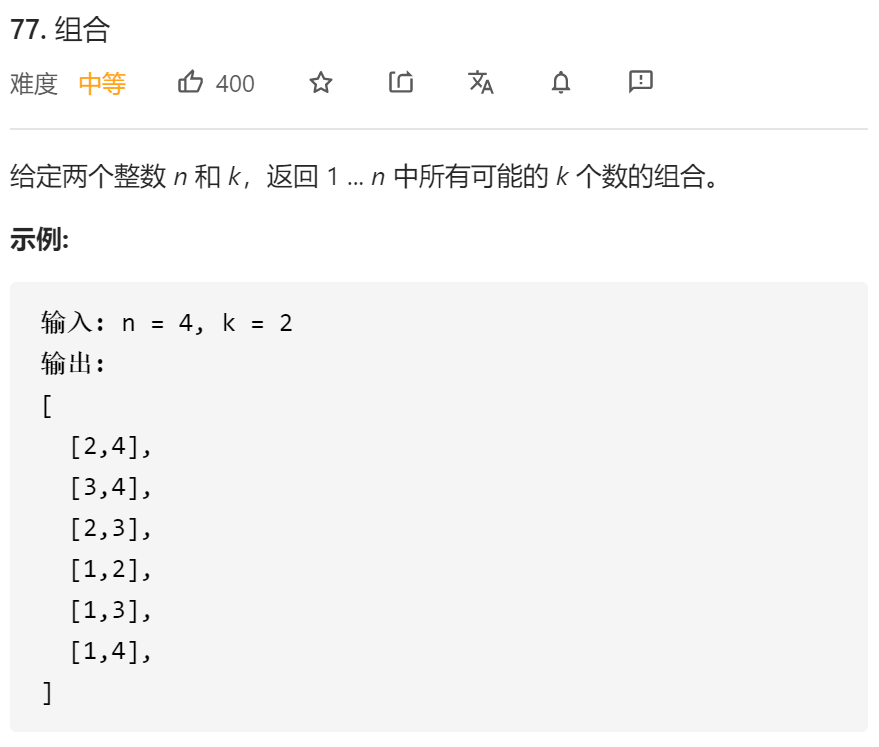 77. 组合
难度 中等 400
给定两个整数 n 和 k，返回 1 ... n 中所有可能的 k 个数的组合。
示例:
输入: n = 4, k = 2
输出:
[
  [2,4],
  [3,4],
  [2,3],
  [1,2],
  [1,3],
  [1,4],
]